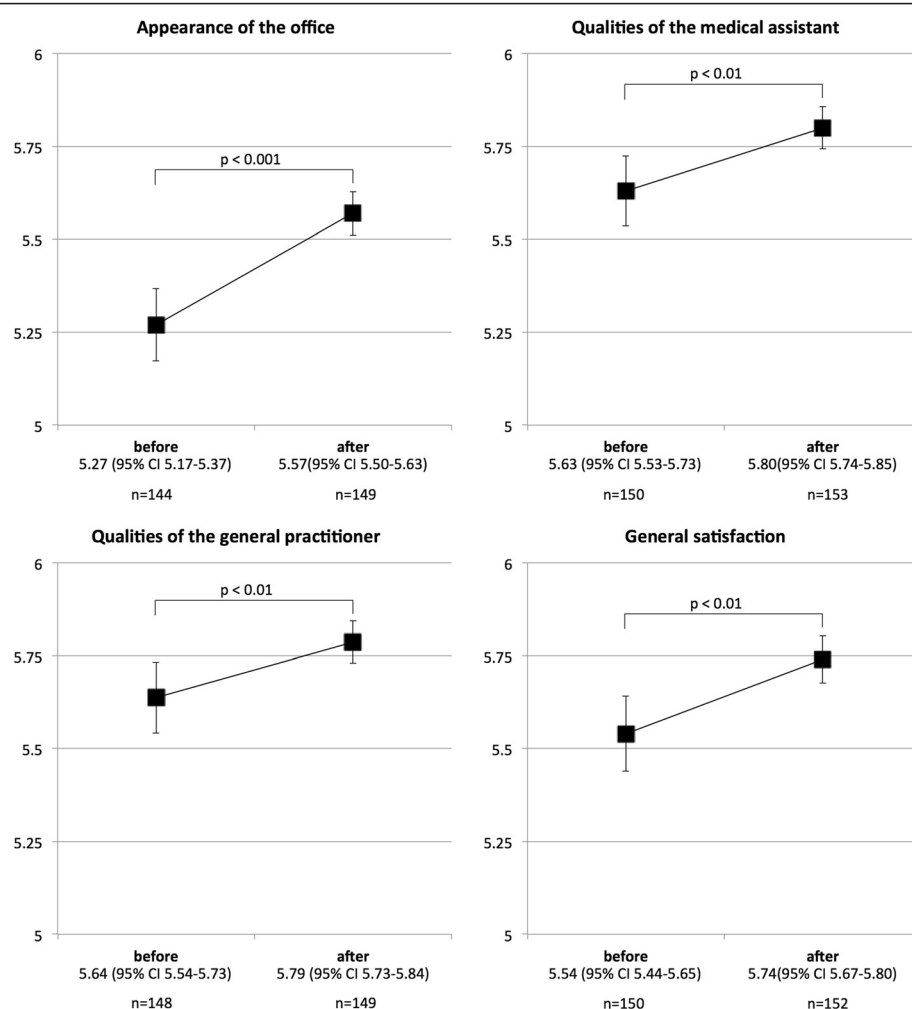 Appearance of the office
6
5.75
5.5
5.25
5
p < 0.001
before
5.27 (95% CI 5.17-5.37)
n=144
after
5.57(95% CI 5.50-5.63)
n=149
Qualities of the medical assistant
6
5.75
5.5
5.25
5
p < 0.01
before
5.63 (95% CI 5.53-5.73)
n=150
after
5.80(95% CI 5.74-5.85)
n=153
Qualities of the general practitioner
6
5.75
5.5
5.25
5
p < 0.01
before
5.64 (95% CI 5.54-5.73)
n=148
after
5.79 (95% CI 5.73-5.84)
n=149
General satisfaction
6
5.75
5.5
5.25
5
p < 0.01
before
5.54 (95% CI 5.44-5.65)
n=150
after
5.74(95% CI 5.67-5.80)
n=152